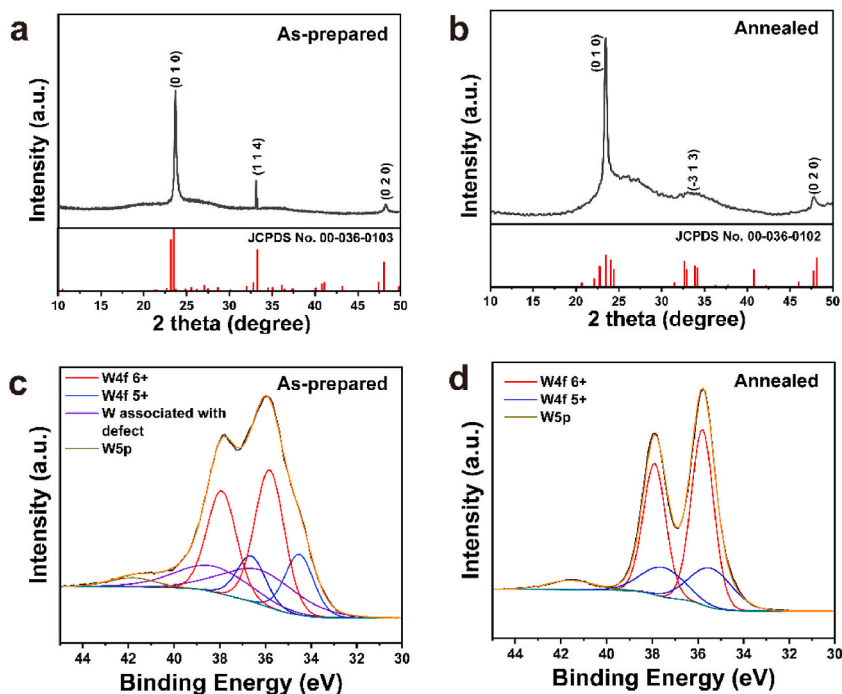 a
As-prepared
Intensity (a.u.)
(0 1 0)
(1 1 4)
(0 2 0)
JCPDS No. 00-036-0103
10 15 20 25 30 35 40 45 50
2 theta (degree)
b
Annealed
Intensity (a.u.)
(0 1 0)
(-3 1 3)
(0 2 0)
JCPDS No. 00-036-0102
10 15 20 25 30 35 40 45 50
2 theta (degree)
c
As-prepared
W4f 6+
W4f 5+
W associated with
defect
W5p
Intensity (a.u.)
44 42 40 38 36 34 32 30
Binding Energy (eV)
d
Annealed
W4f 6+
W4f 5+
W5p
Intensity (a.u.)
44 42 40 38 36 34 32 30
Binding Energy (eV)